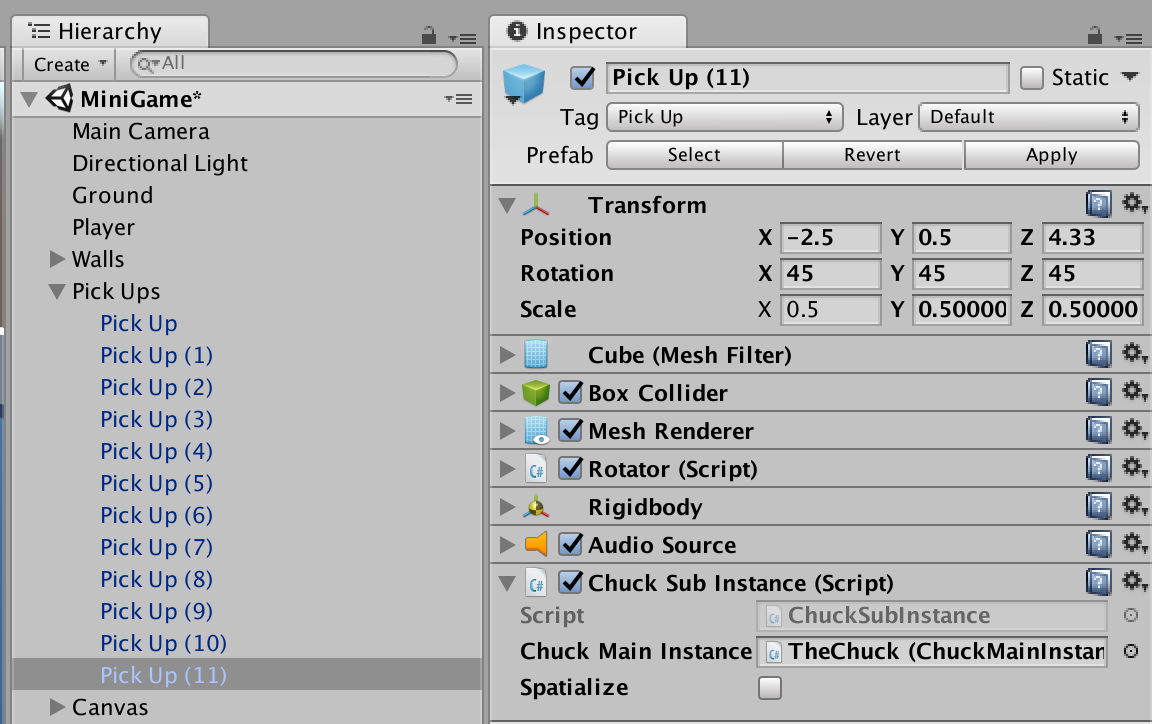 Hierarchy
Create
All
MiniGame*
Main Camera
Directional Light
Ground
Player
Walls
Pick Ups
Pick Up
Pick Up (1)
Pick Up (2)
Pick Up (3)
Pick Up (4)
Pick Up (5)
Pick Up (6)
Pick Up (7)
Pick Up (8)
Pick Up (9)
Pick Up (10)
Pick Up (11)
Canvas
Inspector
Pick Up (11) Static
Tag Pick Up Layer Default
Prefab Select Revert Apply
Transform
Position X -2.5 Y 0.5 Z 4.33
Rotation X 45 Y 45 Z 45
Scale X 0.5 Y 0.50000 Z 0.50000
Cube (Mesh Filter)
Box Collider
Mesh Renderer
C# Rotator (Script)
Rigidbody
Audio Source
C# Chuck Sub Instance (Script)
Script ChuckSubInstance
Chuck Main Instance TheChuck (ChuckMainInstan
Spatialize